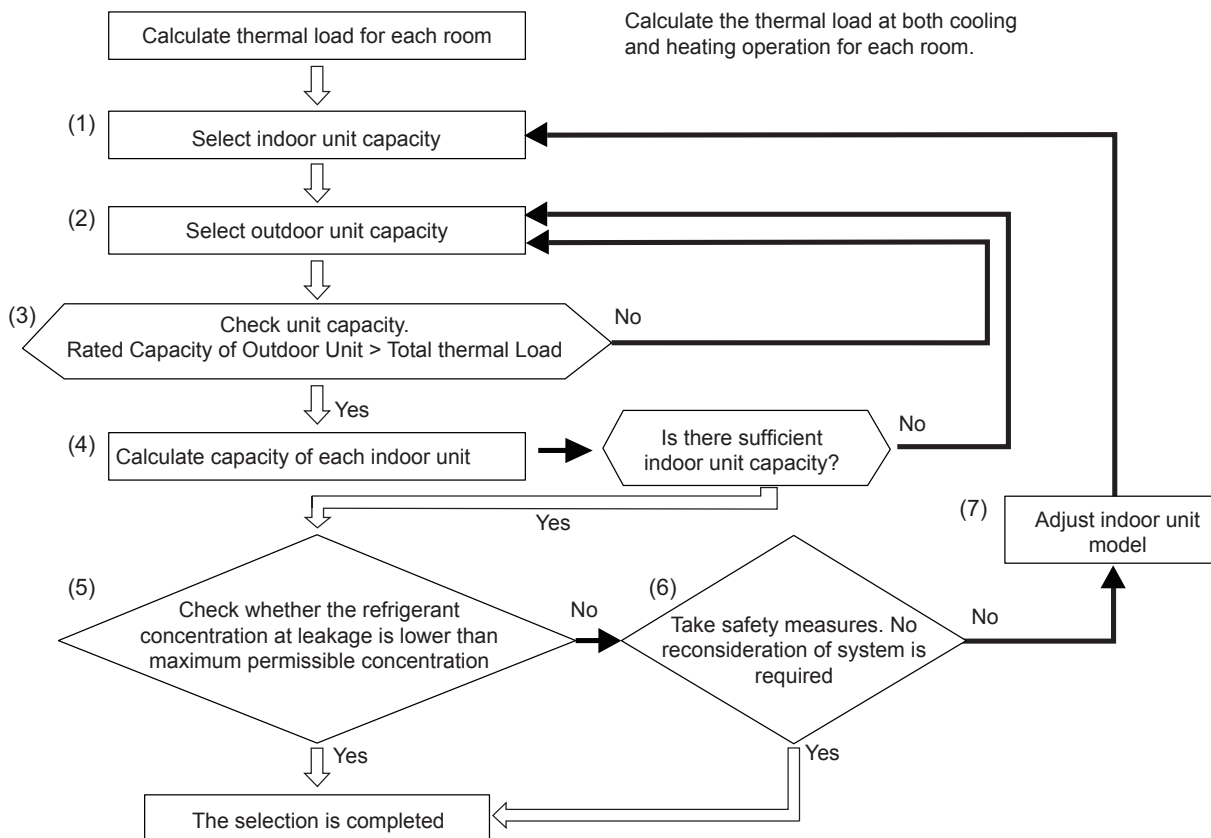 Calculate thermal load for each room
Calculate the thermal load at both cooling
and heating operation for each room.
(1)
Select indoor unit capacity
(2)
Select outdoor unit capacity
(3)
Check unit capacity.
Rated Capacity of Outdoor Unit > Total thermal Load
No
Yes
(4)
Calculate capacity of each indoor unit
Is there sufficient
indoor unit capacity?
No
Yes
(5)
Check whether the refrigerant
concentration at leakage is lower than
maximum permissible concentration
No
(6)
Take safety measures. No
reconsideration of system is
required
No
(7)
Adjust indoor unit
model
Yes
Yes
The selection is completed